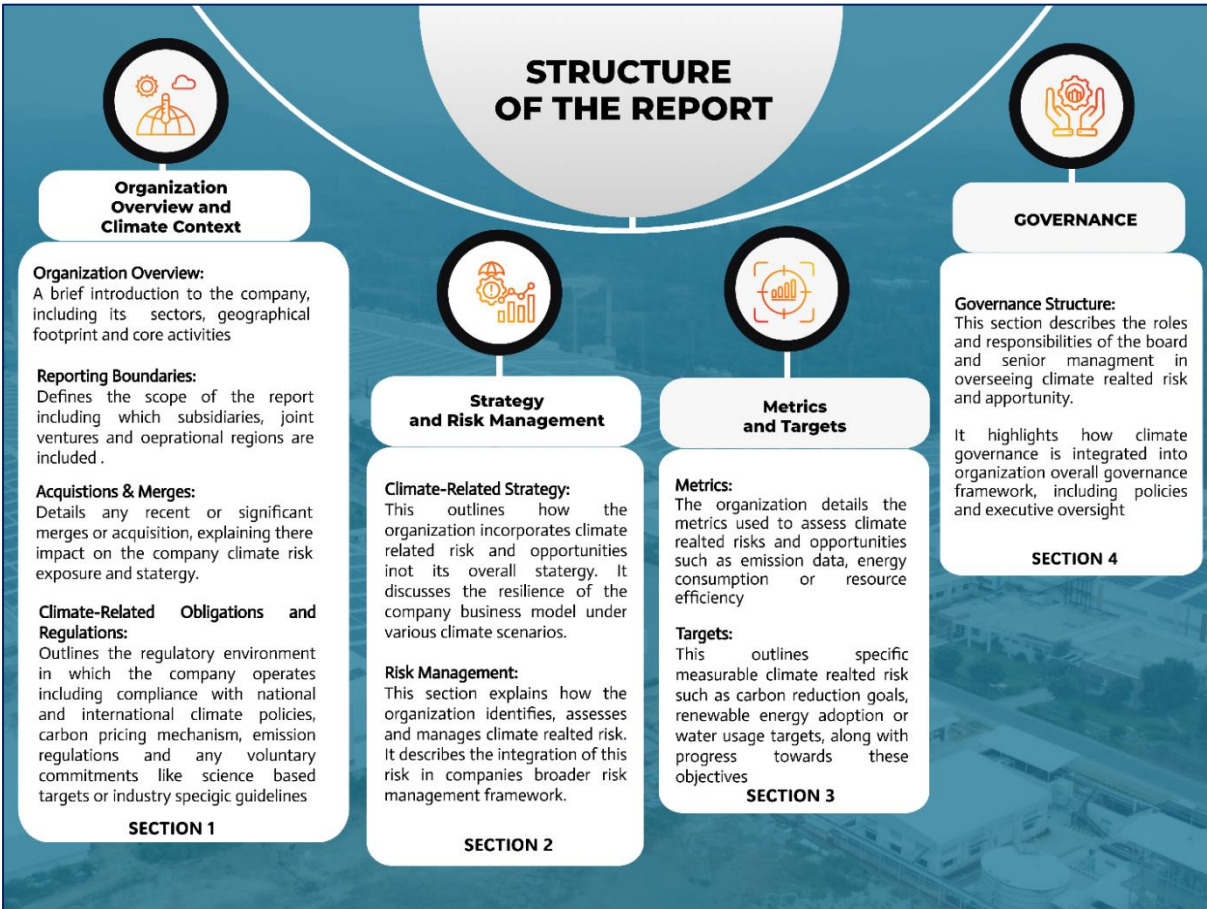 STRUCTURE
OF THE REPORT
Organization
Overview and
Climate Context
Organization Overview:
A brief introduction to the company,
including its sectors, geographical
footprint and core activities
Reporting Boundaries:
Defines the scope of the report
including which subsidiaries, joint
ventures and oeprational regions are
included .
Acquistions & Merges:
Details any recent or significant
merges or acquisition, explaining there
impact on the company climate risk
exposure and statergy.
Climate-Related Obligations and
Regulations:
Outlines the regulatory environment
in which the company operates
including compliance with national
and international climate policies,
carbon pricing mechanism, emission
regulations and any voluntary
commitments like science based
targets or industry specigic guidelines
SECTION 1
Strategy
and Risk Management
Climate-Related Strategy:
This outlines how the
organization incorporates climate
related risk and opportunities
inot its overall statergy. It
discusses the resilience of the
company business model under
various climate scenarios.
Risk Management:
This section explains how the
organization identifies, assesses
and manages climate realted risk.
It describes the integration of this
risk in companies broader risk
management framework.
SECTION 2
Metrics
and Targets
Metrics:
The organization details the
metrics used to assess climate
realted risks and opportunities
such as emission data, energy
consumption or resource
efficiency
Targets:
This outlines specific
measurable climate realted risk
such as carbon reduction goals,
renewable energy adoption or
water usage targets, along with
progress towards these
objectives
SECTION 3
GOVERNANCE
Governance Structure:
This section describes the roles
and responsibilities of the board
and senior managment in
overseeing climate realted risk
and apportunity.
It highlights how climate
governance is integrated into
organization overall governance
framework, including policies
and executive oversight
SECTION 4